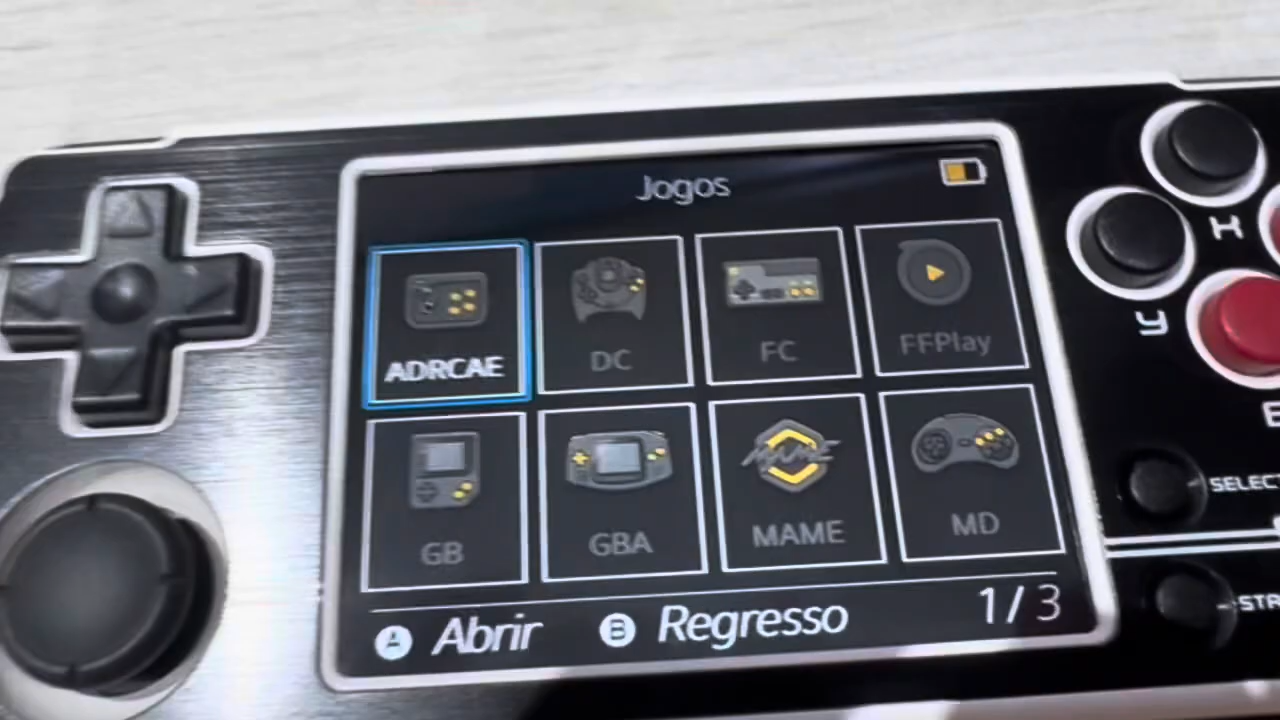 Jogos
ADRCAE
DC
FC
FFPlay
GB
GBA
MAME
MD
A Abrir
B Regresso
1/3
X
Y
SELECT